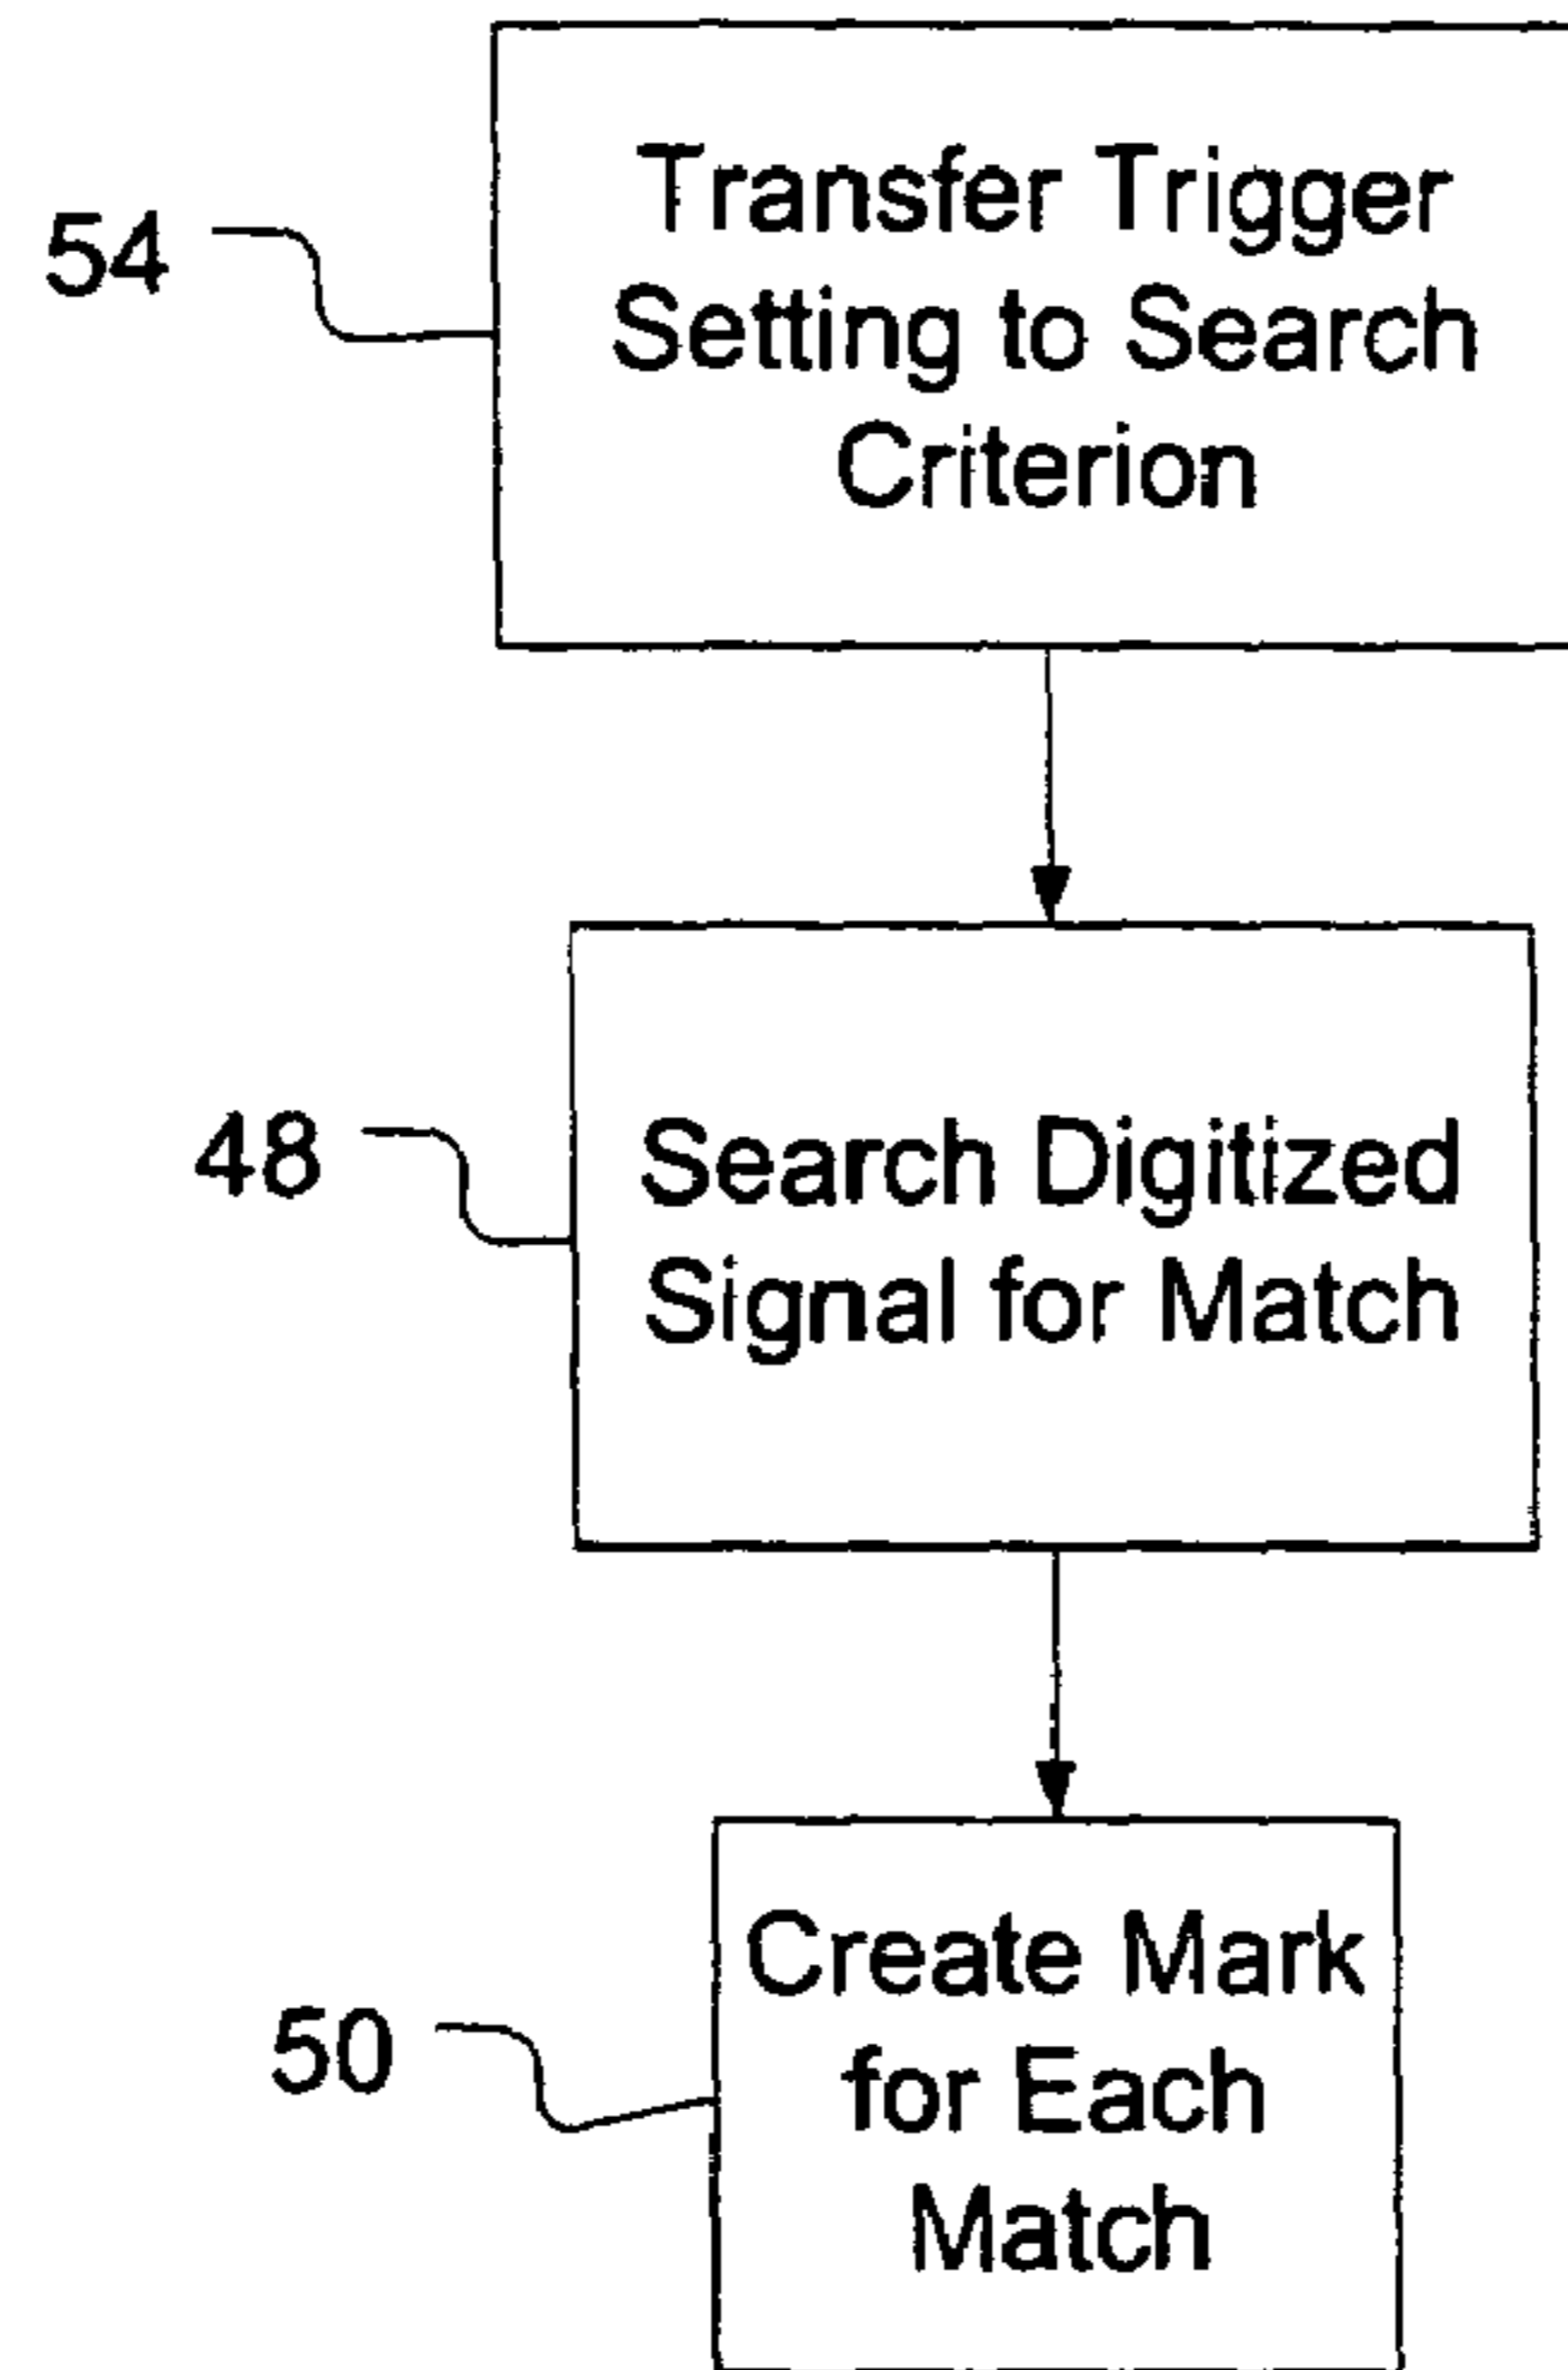 54
Transfer Trigger
Setting to Search
Criterion
48
Search Digitized
Signal for Match
50
Create Mark
for Each
Match